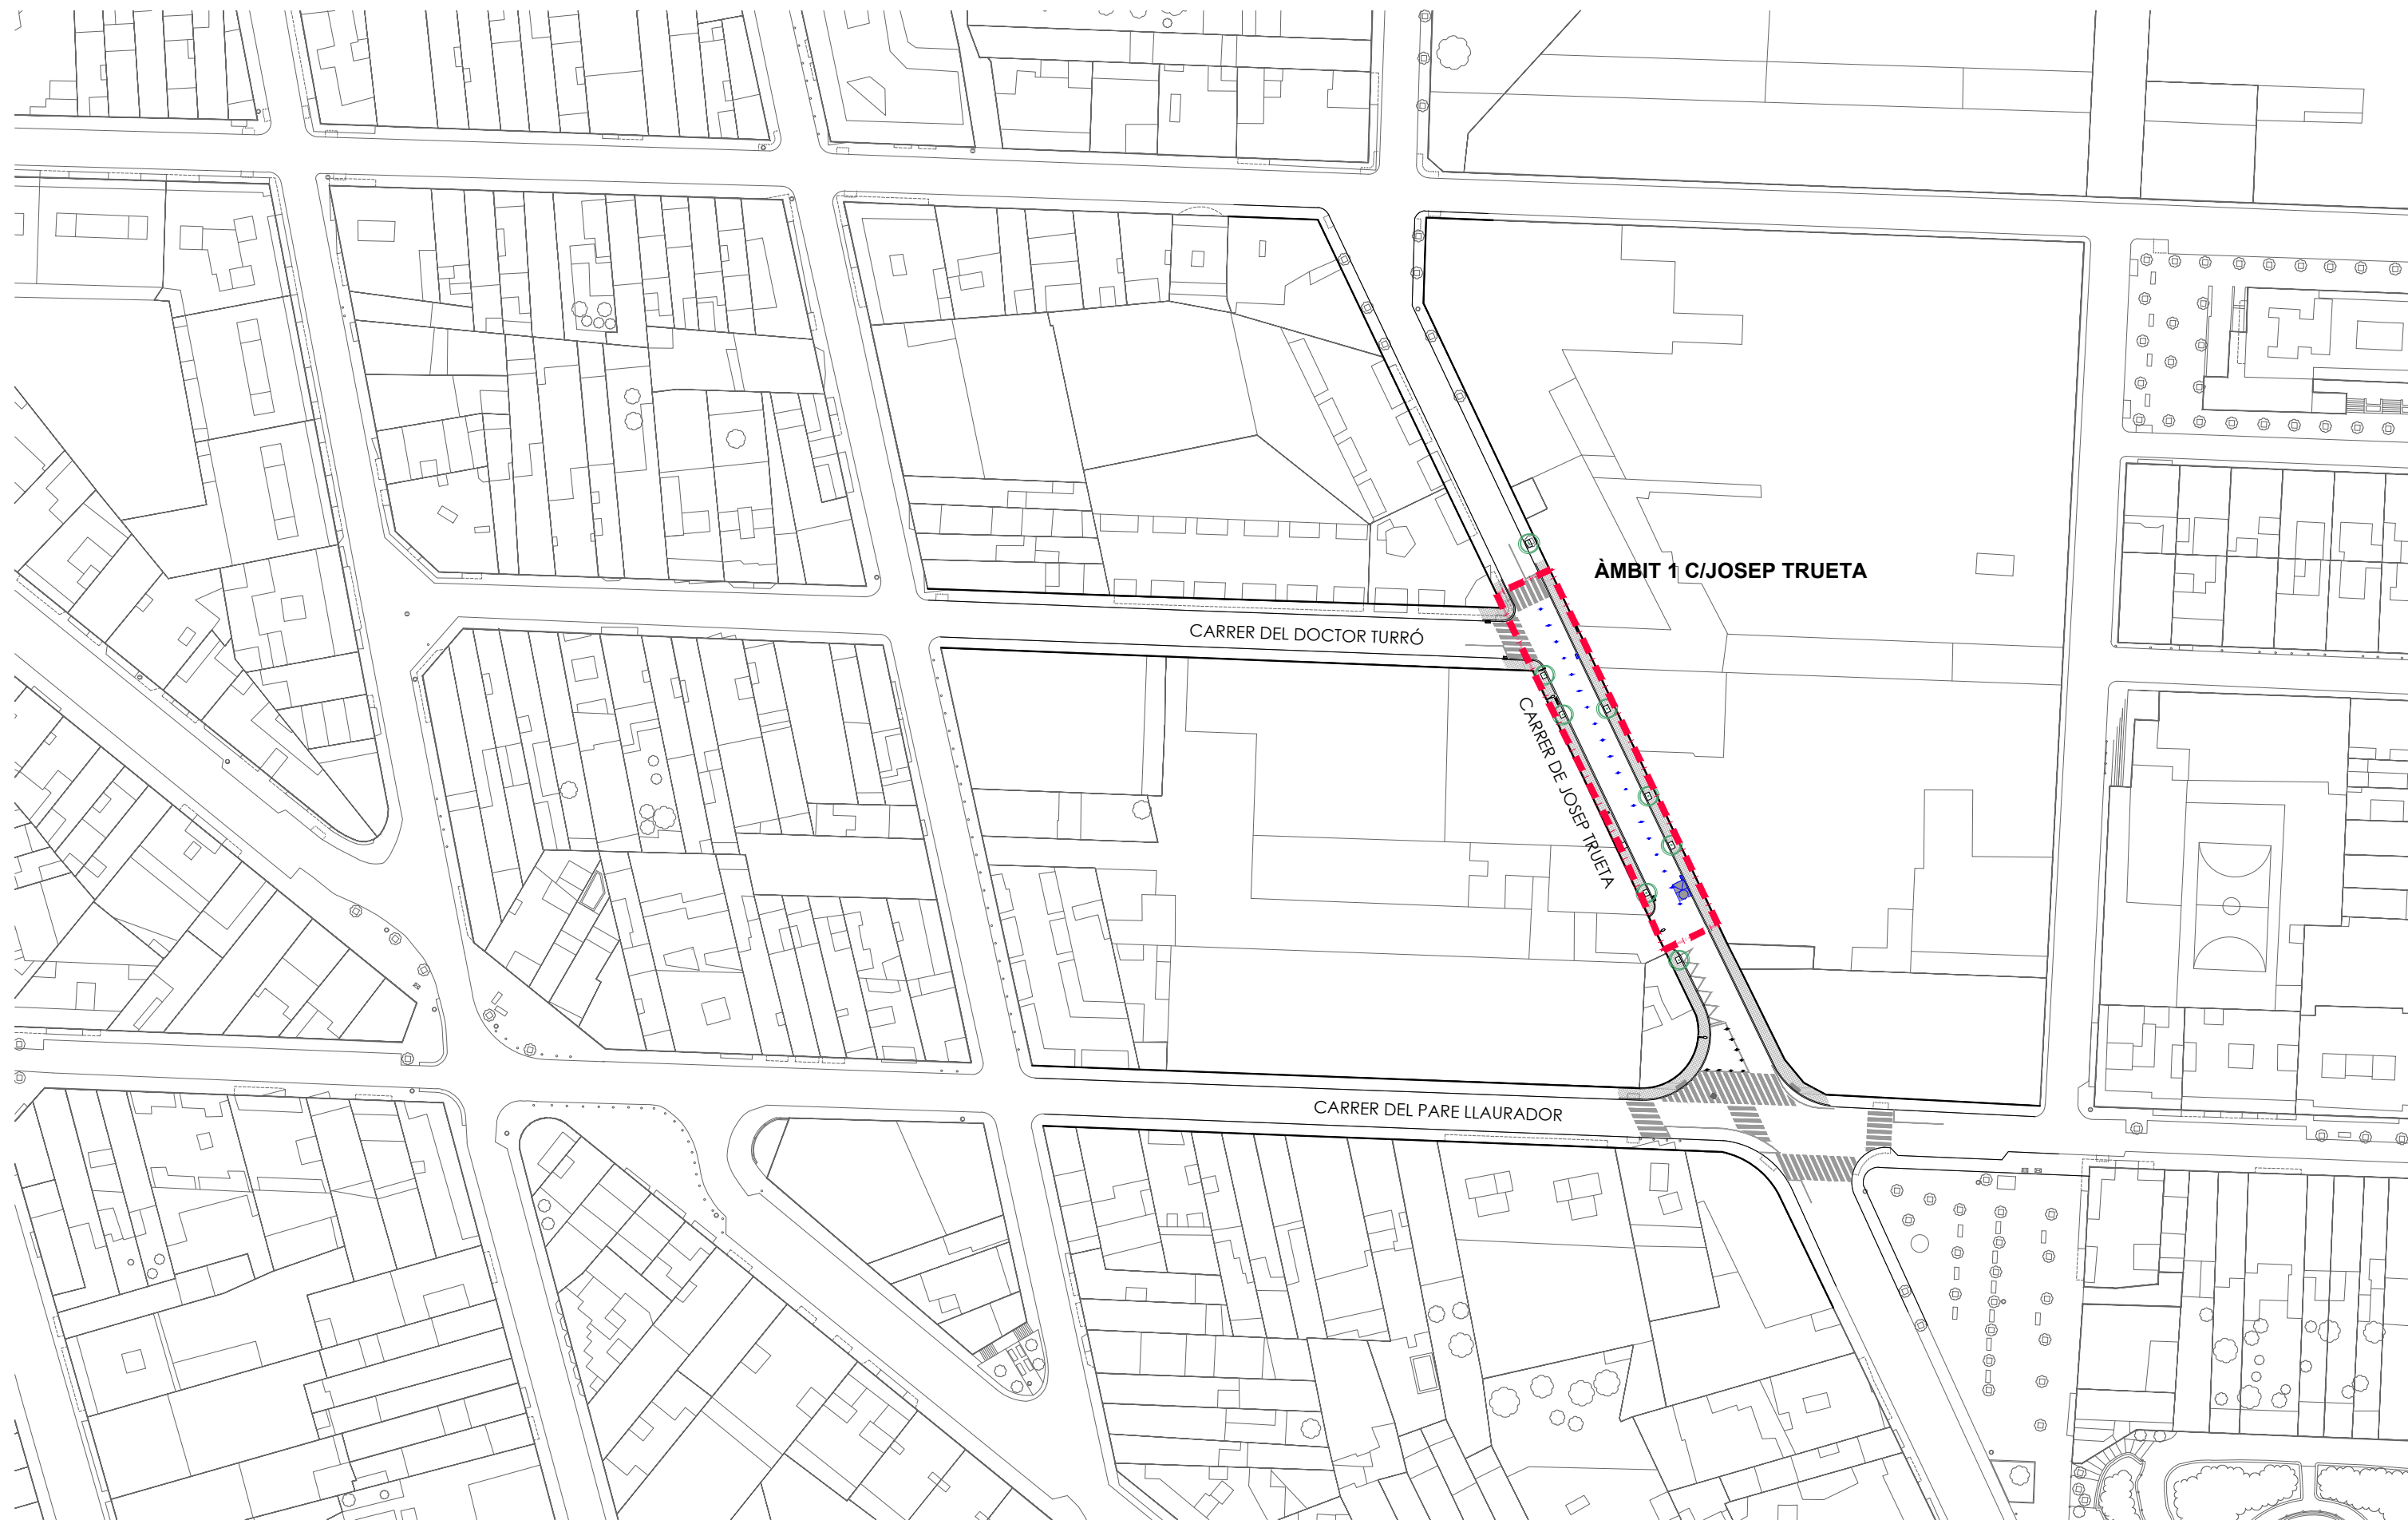 ÀMBIT 1 C/JOSEP TRUETA
CARRER DEL DOCTOR TURRÓ
CARRER DE JOSEP TRUETA
CARRER DEL PARE LLAURADOR